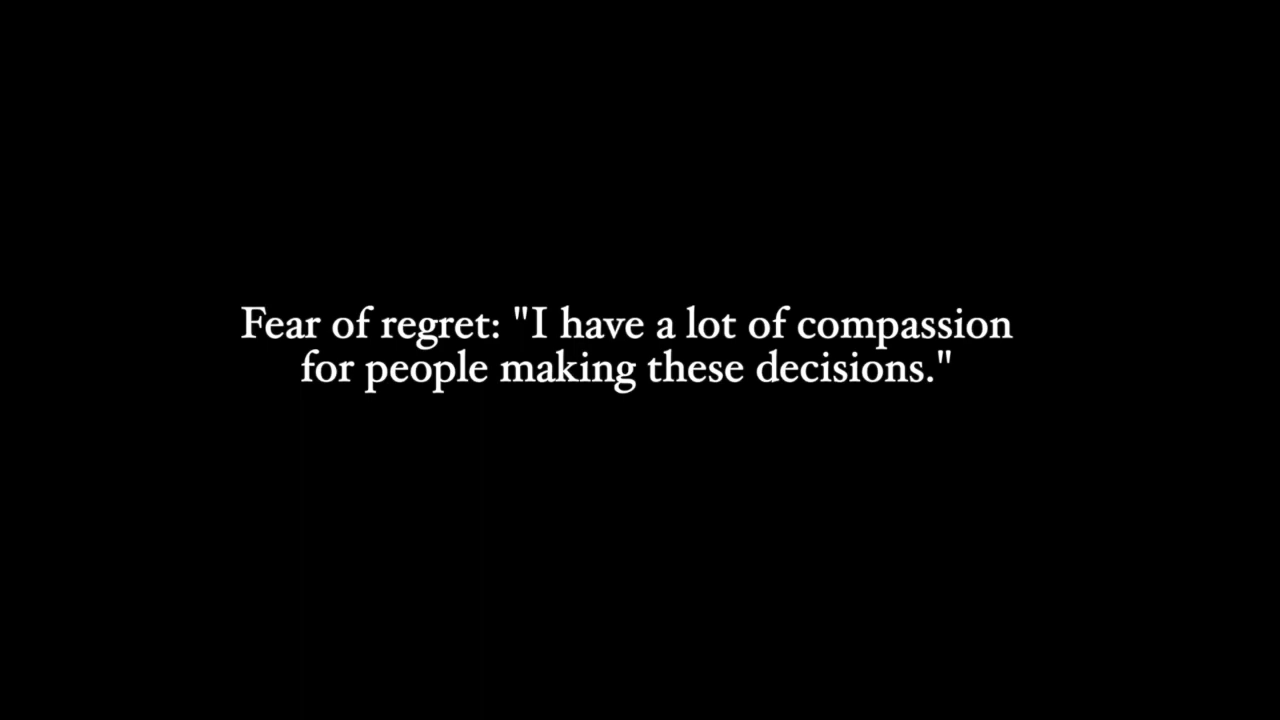 Fear of regret: "I have a lot of compassion
for people making these decisions."